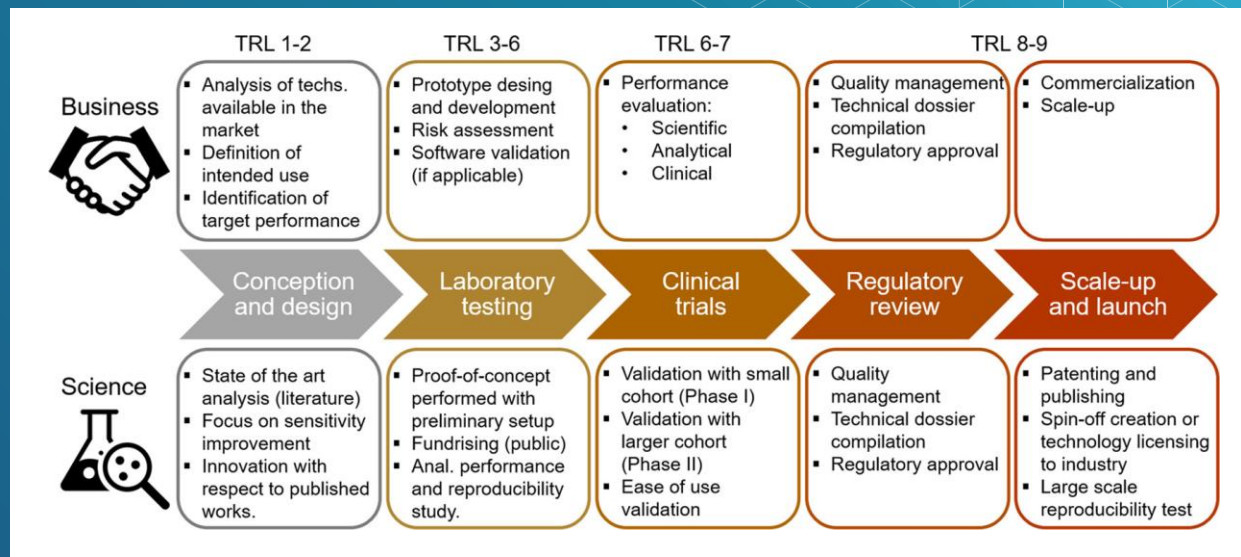 TRL 1-2
TRL 3-6
TRL 6-7
TRL 8-9
Business
▪ Analysis of techs.
available in the
market
▪ Definition of
intended use
▪ Identification of
target performance
▪ Prototype desing
and development
▪ Risk assessment
▪ Software validation
(if applicable)
▪ Performance
evaluation:
• Scientific
• Analytical
• Clinical
▪ Quality management
▪ Technical dossier
compilation
▪ Regulatory approval
▪ Commercialization
▪ Scale-up
Conception
and design
Laboratory
testing
Clinical
trials
Regulatory
review
Scale-up
and launch
Science
▪ State of the art
analysis (literature)
▪ Focus on sensitivity
improvement
▪ Innovation with
respect to published
works.
▪ Proof-of-concept
performed with
preliminary setup
▪ Fundrising (public)
▪ Anal. performance
and reproducibility
study.
▪ Validation with small
cohort (Phase I)
▪ Validation with
larger cohort
(Phase II)
▪ Ease of use
validation
▪ Quality
management
▪ Technical dossier
compilation
▪ Regulatory approval
▪ Patenting and
publishing
▪ Spin-off creation or
technology licensing
to industry
▪ Large scale
reproducibility test